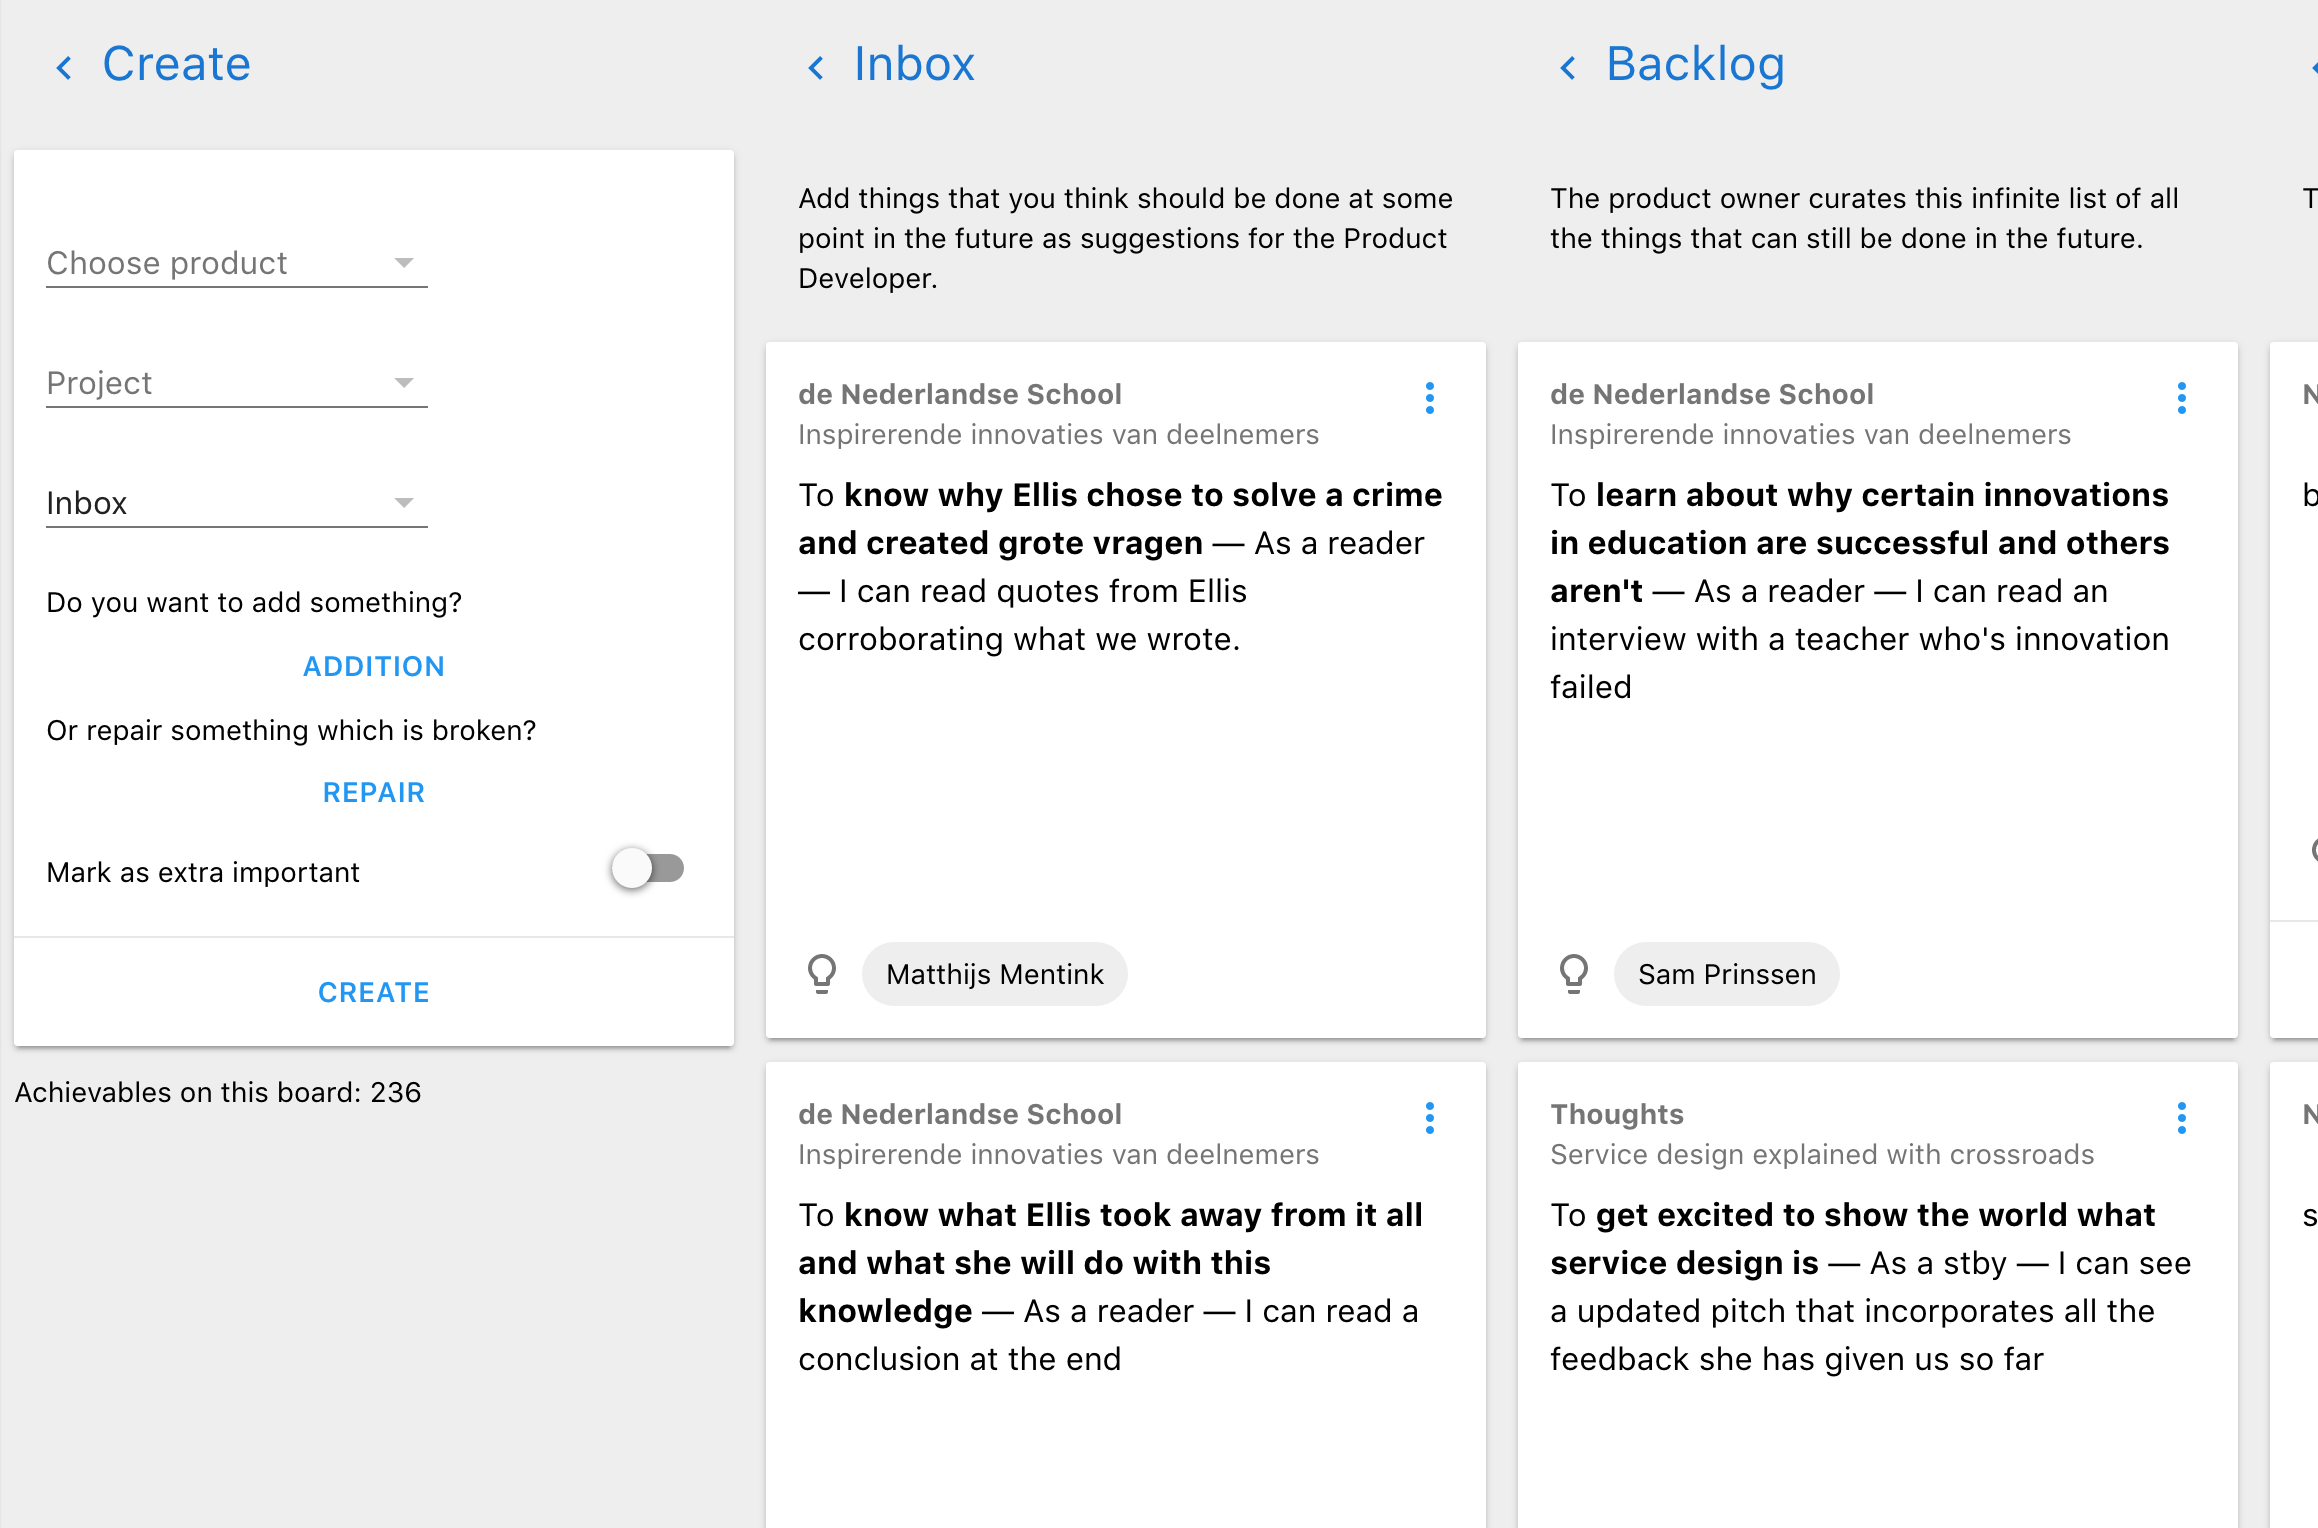 Create
Choose product
Project
Inbox
Do you want to add something?
ADDITION
Or repair something which is broken?
REPAIR
Mark as extra important
CREATE
Achievables on this board: 236
Inbox
Add things that you think should be done at some
point in the future as suggestions for the Product
Developer.
de Nederlandse School
Inspirerende innovaties van deelnemers
To know why Ellis chose to solve a crime
and created grote vragen — As a reader
— I can read quotes from Ellis
corroborating what we wrote.
Matthijs Mentink
de Nederlandse School
Inspirerende innovaties van deelnemers
To know what Ellis took away from it all
and what she will do with this
knowledge — As a reader — I can read a
conclusion at the end
Backlog
The product owner curates this infinite list of all
the things that can still be done in the future.
de Nederlandse School
Inspirerende innovaties van deelnemers
To learn about why certain innovations
in education are successful and others
aren't — As a reader — I can read an
interview with a teacher who's innovation
failed
Sam Prinssen
Thoughts
Service design explained with crossroads
To get excited to show the world what
service design is — As a stby — I can see
a updated pitch that incorporates all the
feedback she has given us so far